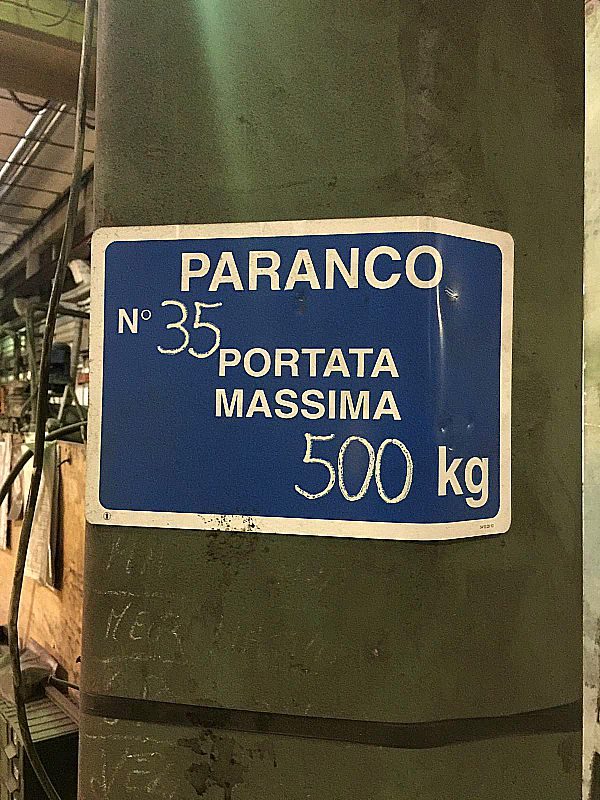 PARANCO
N° 35
PORTATA
MASSIMA
500 kg